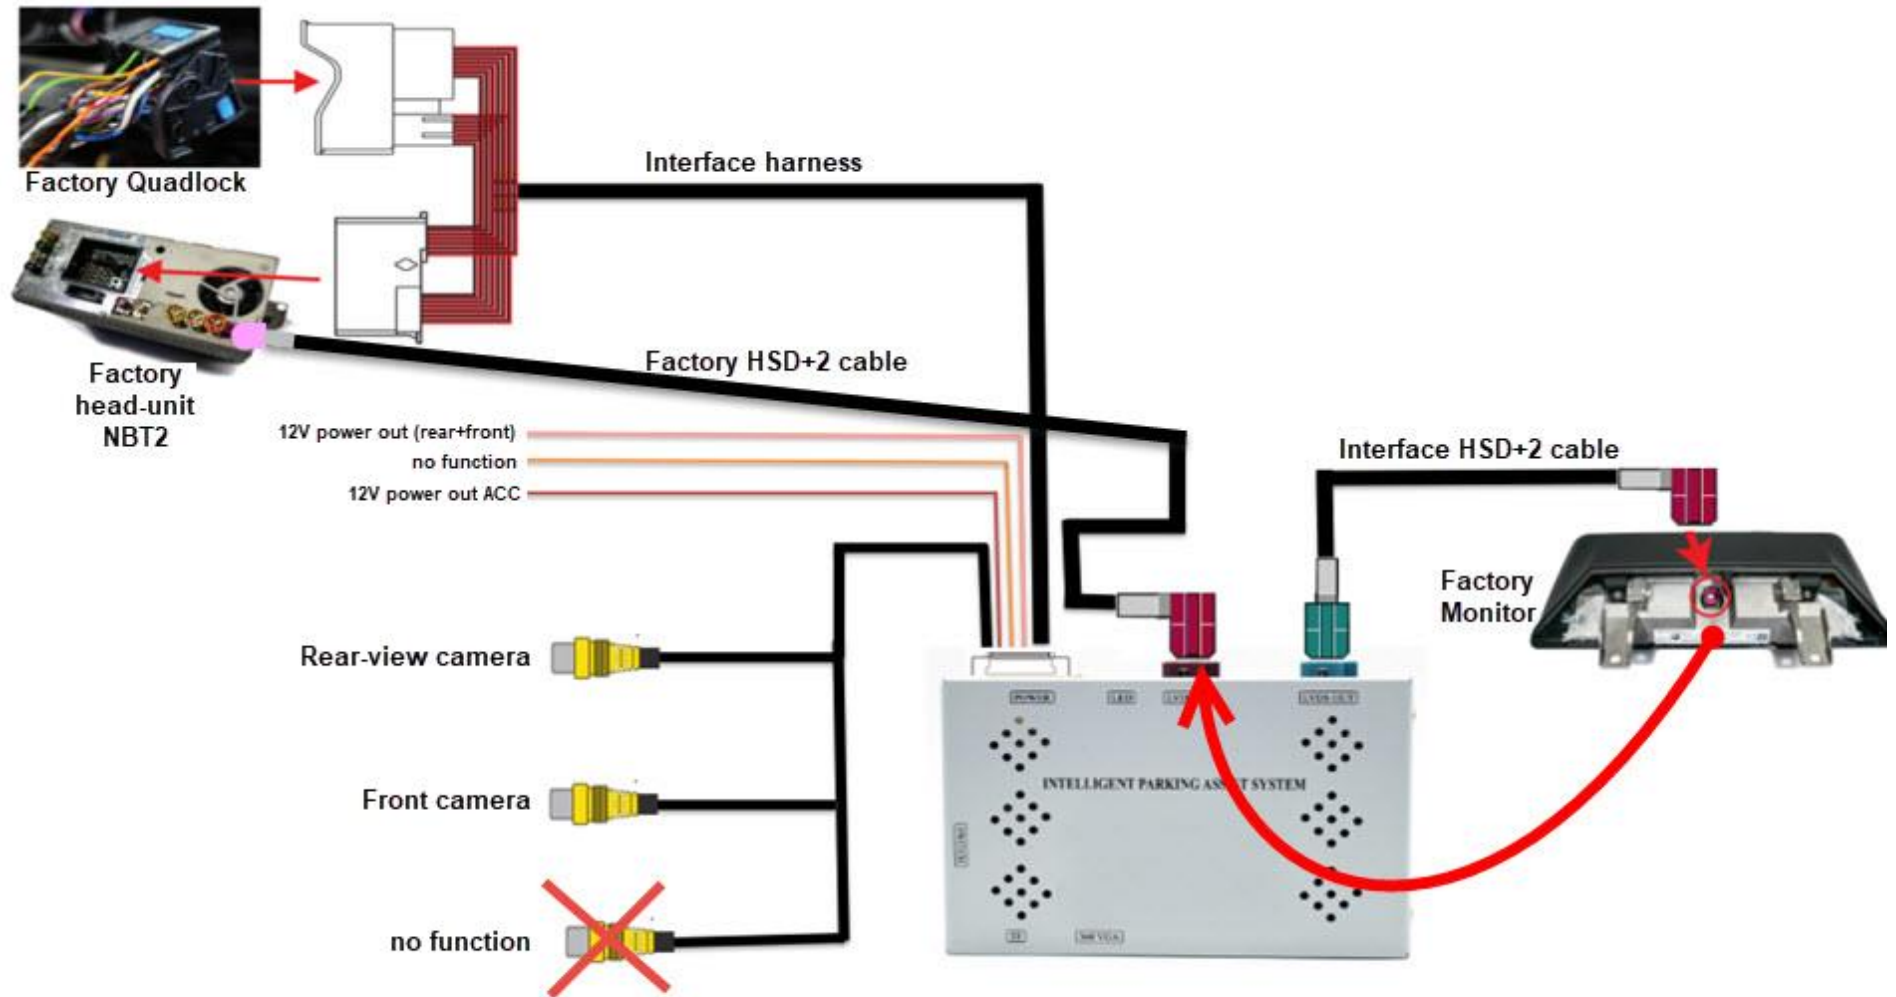 Interface harness
Factory Quadlock
Factory HSD+2 cable
Factory
head-unit
NBT2
12V power out (rear+front)
no function
12V power out ACC
Interface HSD+2 cable
Factory
Monitor
Rear-view camera
POWER
LED
LVDS OUT
INTELLIGENT PARKING ASSIST SYSTEM
Front camera
no function
360 VGA